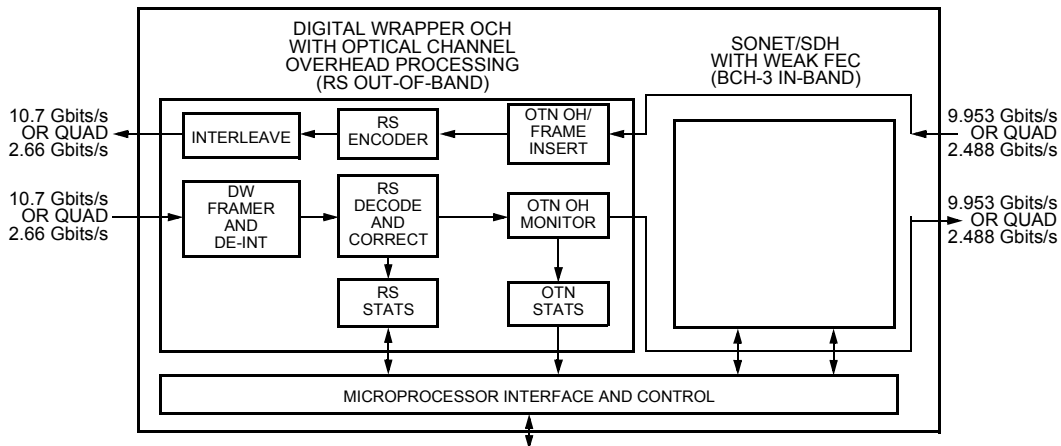 DIGITAL WRAPPER OCH
WITH OPTICAL CHANNEL
OVERHEAD PROCESSING
(RS OUT-OF-BAND)
SONET/SDH
WITH WEAK FEC
(BCH-3 IN-BAND)
10.7 Gbits/s
OR QUAD
2.66 Gbits/s
INTERLEAVE
RS
ENCODER
OTN OH/
FRAME
INSERT
9.953 Gbits/s
OR QUAD
2.488 Gbits/s
10.7 Gbits/s
OR QUAD
2.66 Gbits/s
DW
FRAMER
AND
DE-INT
RS
DECODE
AND
CORRECT
OTN OH
MONITOR
9.953 Gbits/s
OR QUAD
2.488 Gbits/s
RS
STATS
OTN
STATS
MICROPROCESSOR INTERFACE AND CONTROL